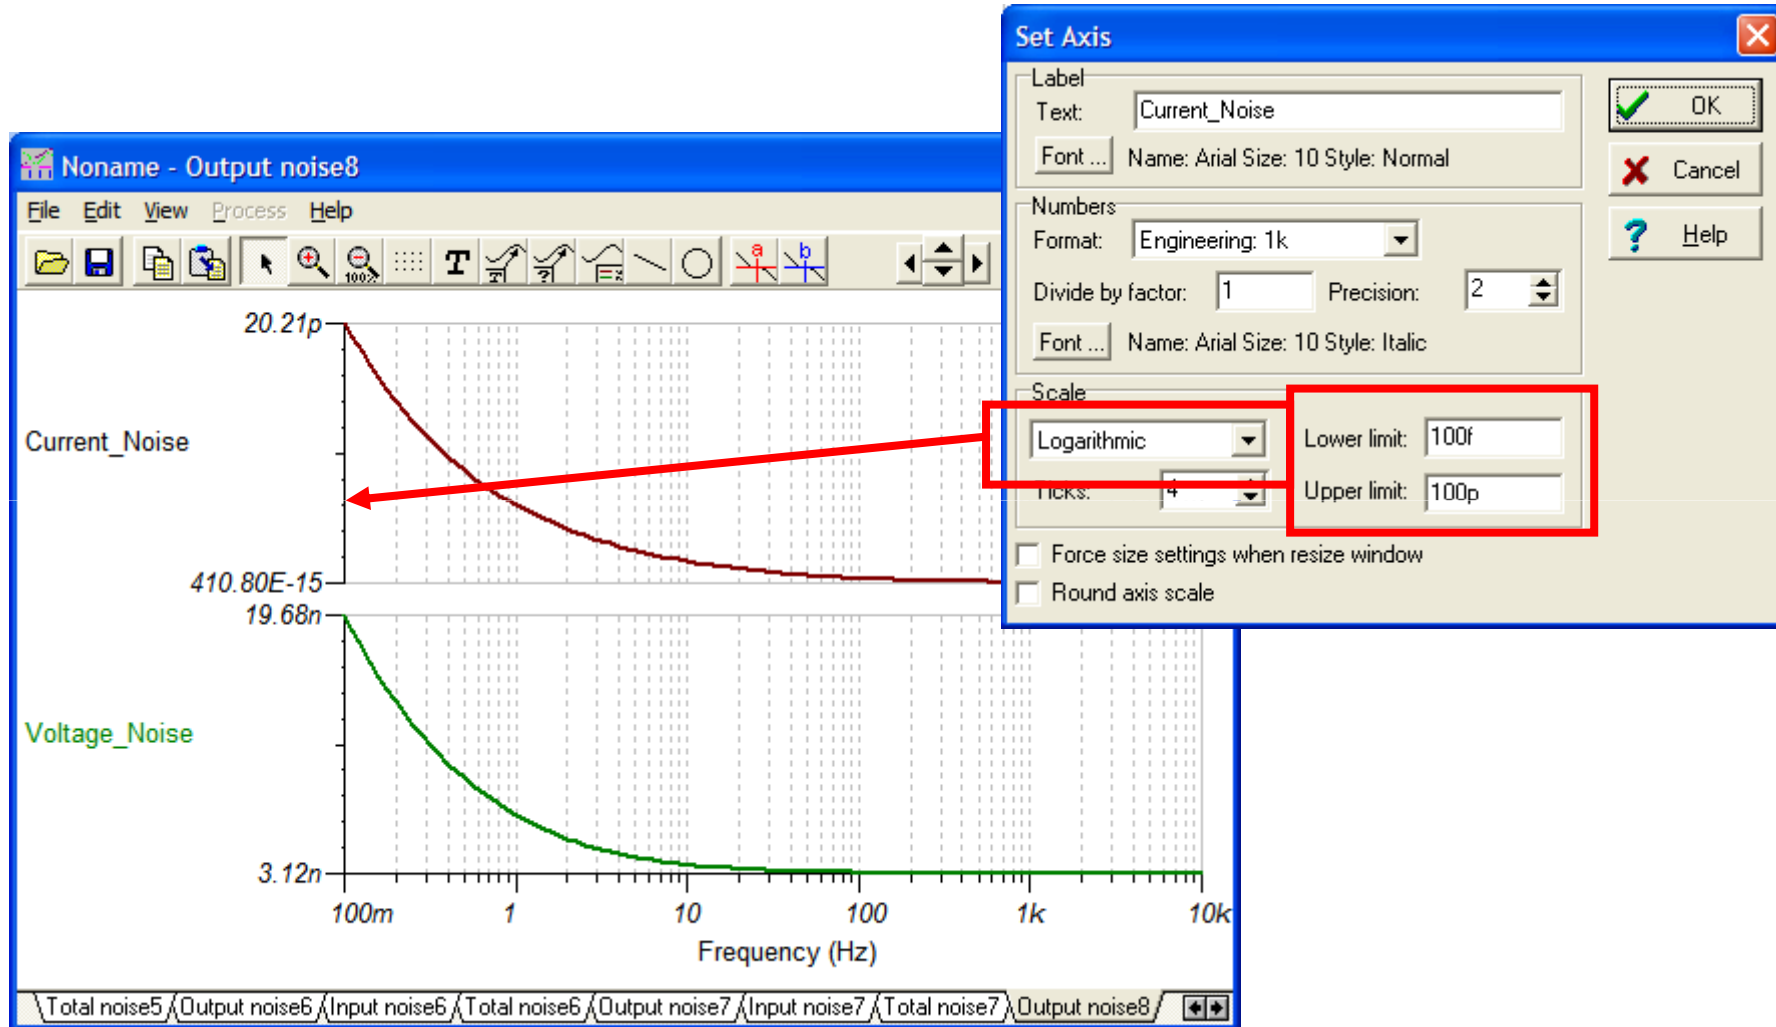 Set Axis
Label
Text: Current_Noise
Font ... Name: Arial Size: 10 Style: Normal
OK
Cancel
Help
Numbers
Format: Engineering: 1k
Divide by factor: 1 Precision: 2
Font ... Name: Arial Size: 10 Style: Italic
Scale
Logarithmic Lower limit: 100f
Ticks: 4 Upper limit: 100p
Force size settings when resize window
Round axis scale
Noname - Output noise8
File Edit View Process Help
T 100% T ? a b
20.21p
Current_Noise
410.80E-15
19.68n
Voltage_Noise
3.12n
100m 1 10 100 1k 10k
Frequency (Hz)
Total noise5 Output noise6 Input noise6 Total noise6 Output noise7 Input noise7 Total noise7 Output noise8